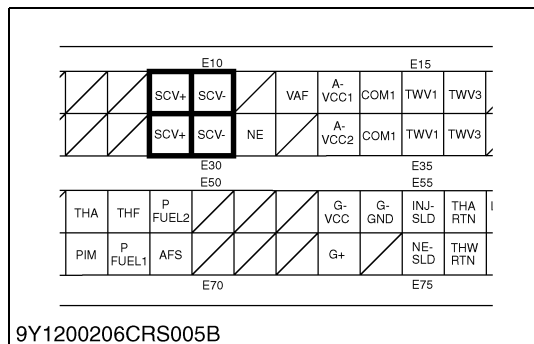 E10 E15
SCV+ SCV- VAF A-VCC1 COM1 TWV1 TWV3
SCV+ SCV- NE A-VCC2 COM1 TWV1 TWV3
E30 E35
E50 E55
THA THF P FUEL2 G-VCC G-GND INJ-SLD THA RTN
PIM P FUEL1 AFS G+ NE-SLD THW RTN
E70 E75
9Y1200206CRS005B